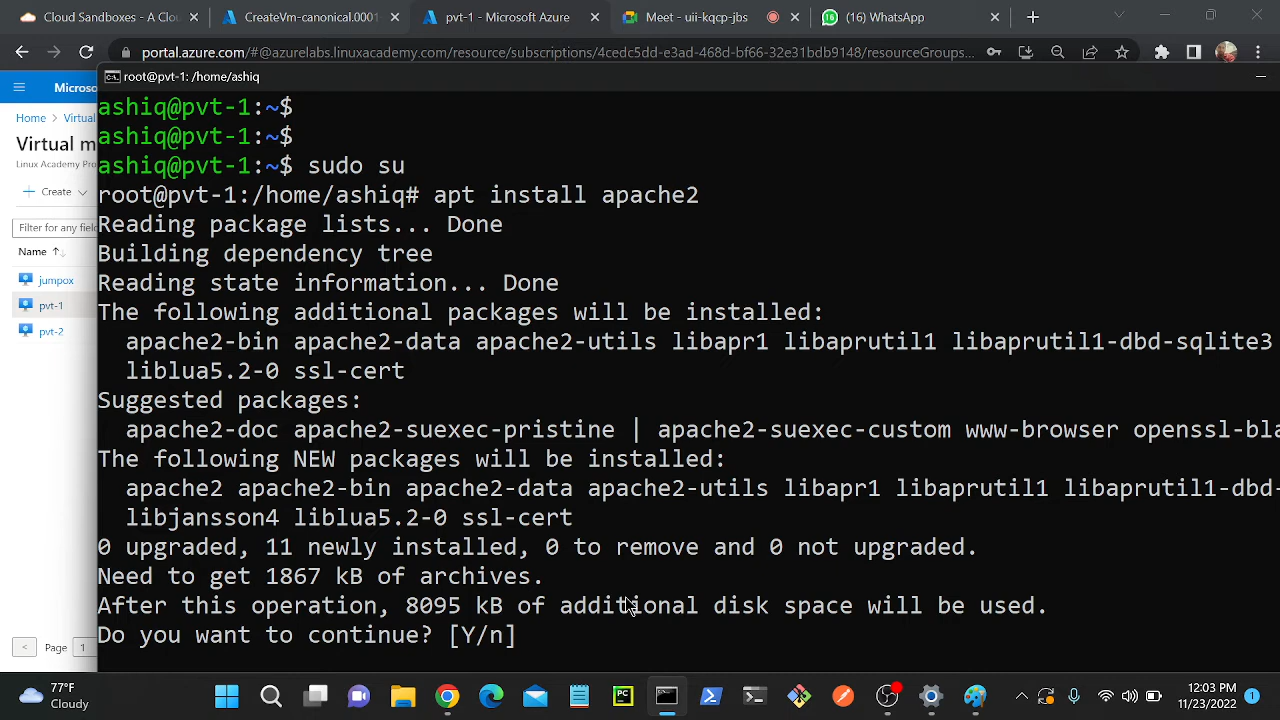 Cloud Sandboxes - A Clou
CreateVm-canonical.0001
pvt-1 - Microsoft Azure
Meet - uii-kqcp-jbs
(14) WhatsApp
portal.azure.com/#@azurelabs.linuxacademy.com/resource/subscriptions/4cedc5dd-e3ad-468d-bf66-32e31bdb9148/resourceGroups...
root@pvt-1: /home/ashiq
Microso
Home > Virtual
Virtual m
Linux Academy Pro
Create
Filter for any field
Name
jumpox
pvt-1
pvt-2
< Page 1
ashiq@pvt-1:~$
ashiq@pvt-1:~$
ashiq@pvt-1:~$ sudo su
root@pvt-1:/home/ashiq# apt install apache2
Reading package lists... Done
Building dependency tree
Reading state information... Done
The following additional packages will be installed:
apache2-bin apache2-data apache2-utils libapr1 libaprutil1 libaprutil1-dbd-sqlite3
liblua5.2-0 ssl-cert
Suggested packages:
apache2-doc apache2-suexec-pristine | apache2-suexec-custom www-browser openssl-bla
The following NEW packages will be installed:
apache2 apache2-bin apache2-data apache2-utils libapr1 libaprutil1 libaprutil1-dbd-
libjansson4 liblua5.2-0 ssl-cert
0 upgraded, 11 newly installed, 0 to remove and 0 not upgraded.
Need to get 1867 kB of archives.
After this operation, 8095 kB of additional disk space will be used.
Do you want to continue? [Y/n]
77°F
Cloudy
PC
12:03 PM
11/23/2022
1